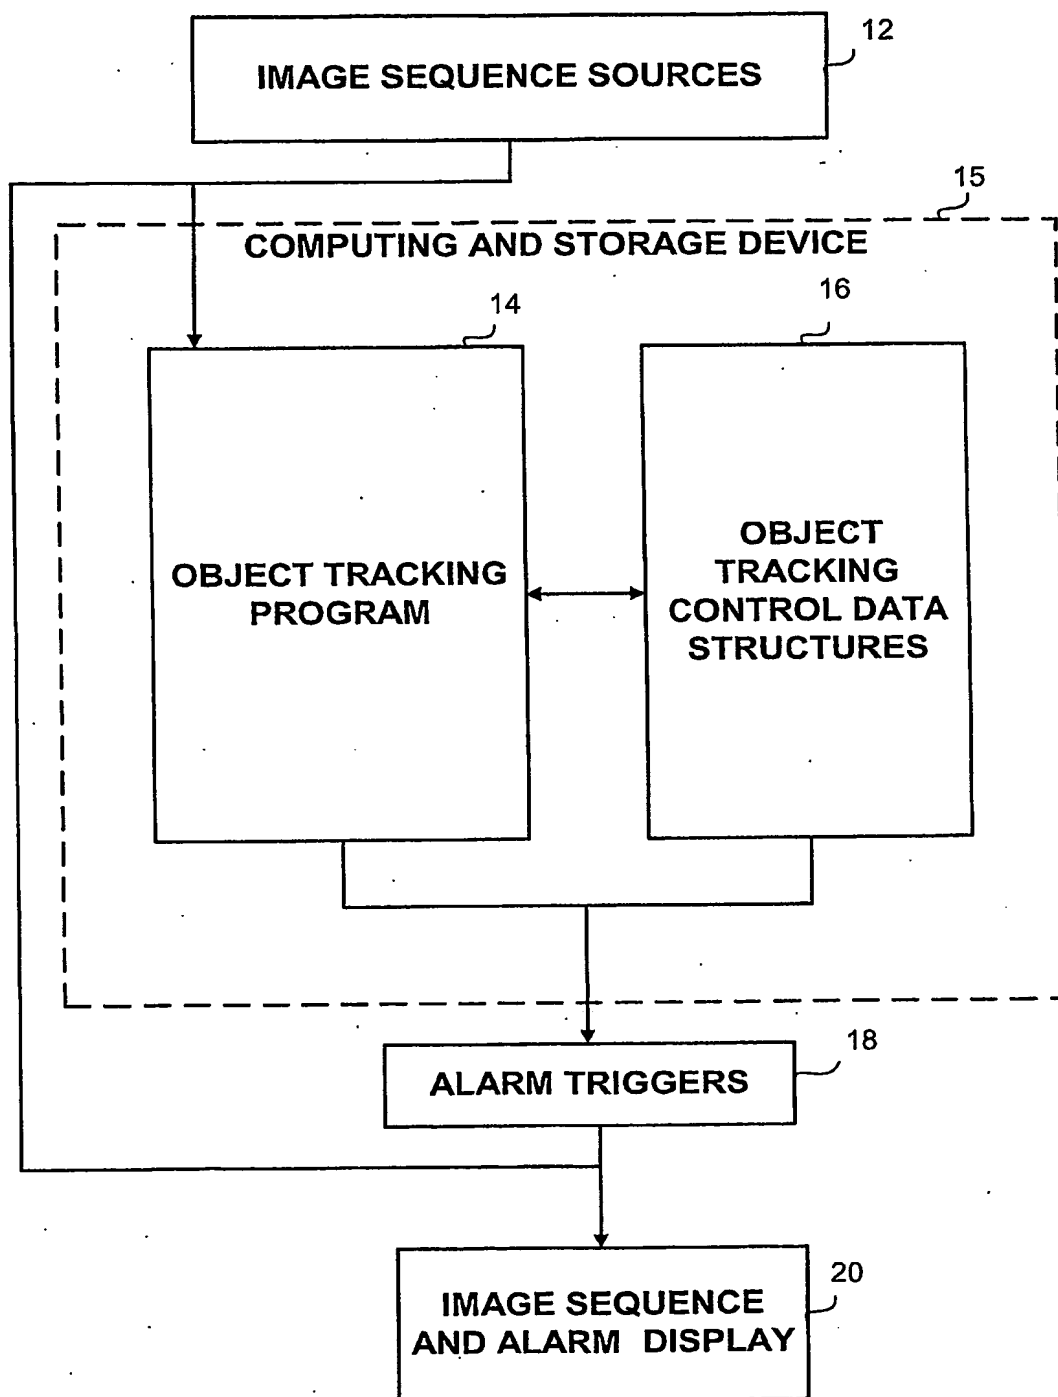 12
IMAGE SEQUENCE SOURCES
15
COMPUTING AND STORAGE DEVICE
14
16
OBJECT TRACKING
PROGRAM
OBJECT
TRACKING
CONTROL DATA
STRUCTURES
18
ALARM TRIGGERS
20
IMAGE SEQUENCE
AND ALARM DISPLAY